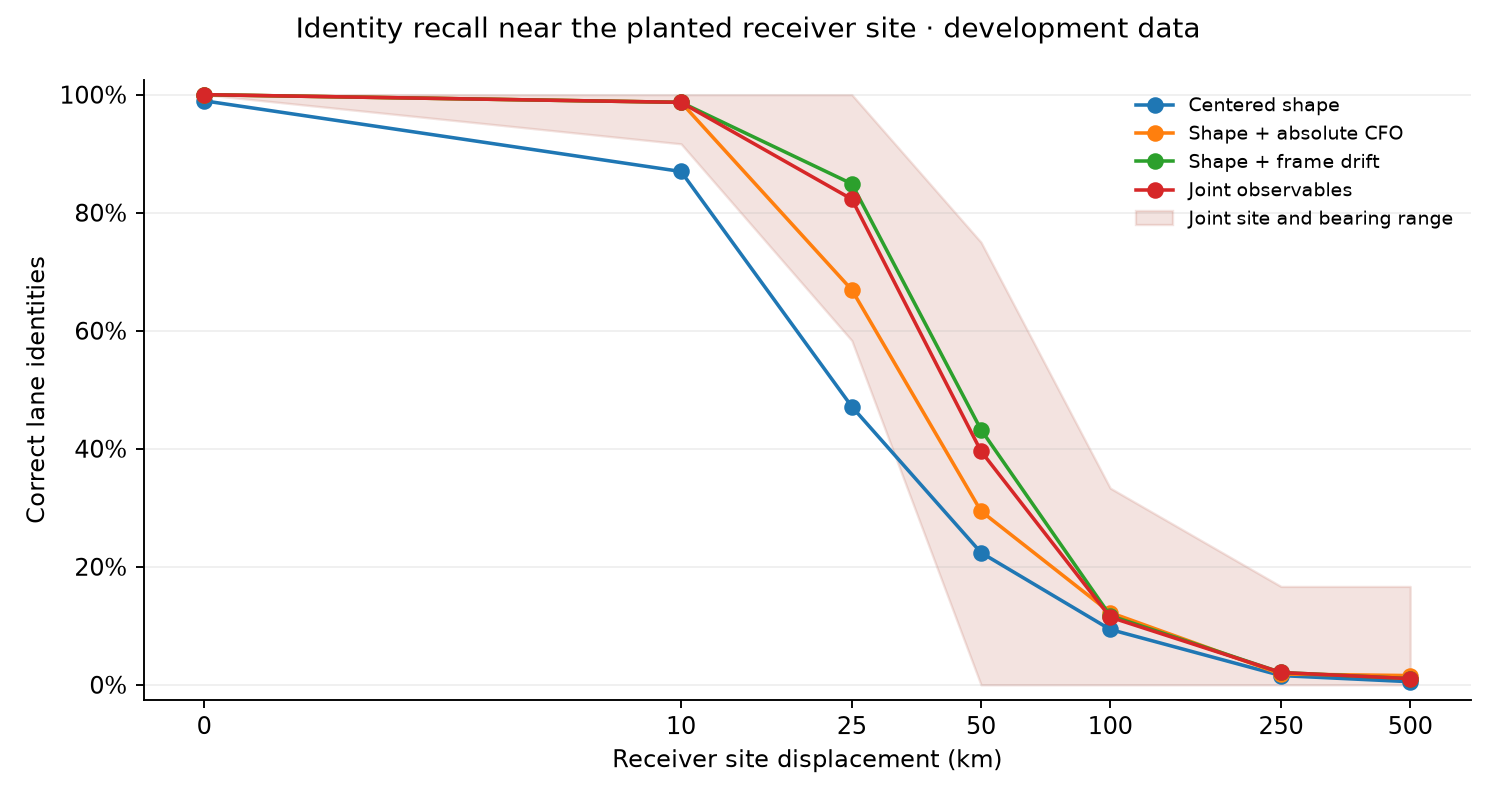 Identity recall near the planted receiver site · development data
Correct lane identities
100%
80%
60%
40%
20%
0%
Centered shape
Shape + absolute CFO
Shape + frame drift
Joint observables
Joint site and bearing range
0 10 25 50 100 250 500
Receiver site displacement (km)